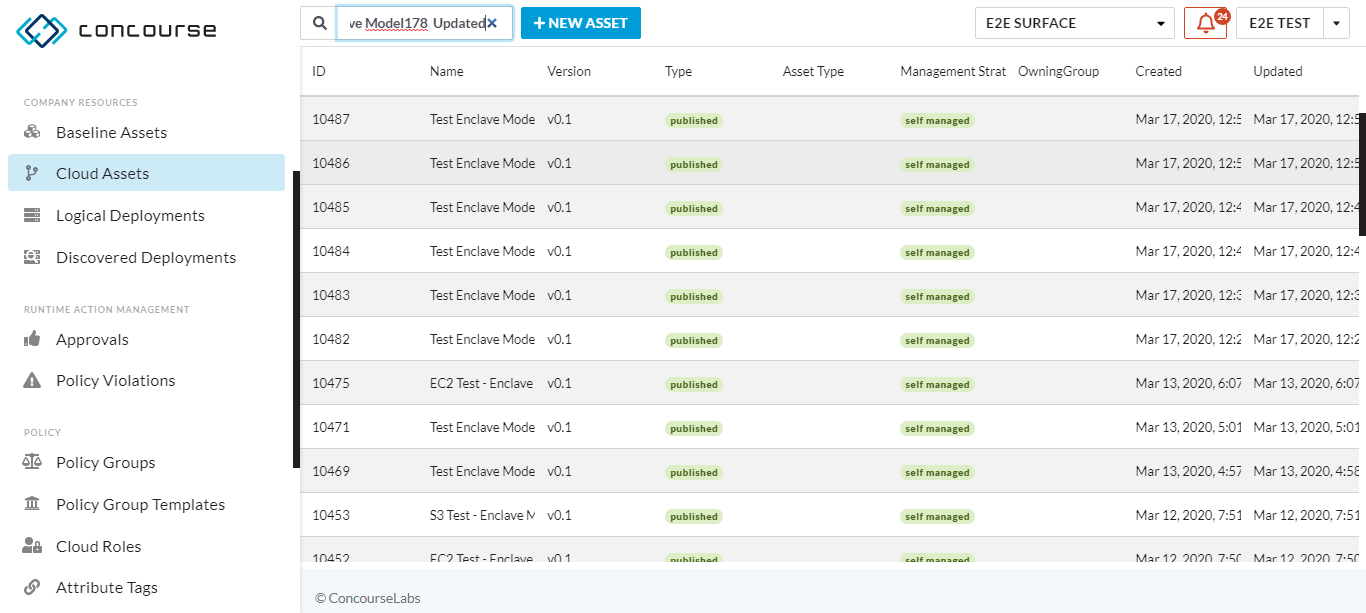 concourse
ve Model178 Updated
NEW ASSET
E2E SURFACE
24
E2E TEST
COMPANY RESOURCES
Baseline Assets
Cloud Assets
Logical Deployments
Discovered Deployments
RUNTIME ACTION MANAGEMENT
Approvals
Policy Violations
POLICY
Policy Groups
Policy Group Templates
Cloud Roles
Attribute Tags
ID Name Version Type Asset Type Management Strat OwningGroup Created Updated
10487 Test Enclave Mode v0.1 published self managed Mar 17, 2020, 12:5 Mar 17, 2020, 12:5
10486 Test Enclave Mode v0.1 published self managed Mar 17, 2020, 12:5 Mar 17, 2020, 12:5
10485 Test Enclave Mode v0.1 published self managed Mar 17, 2020, 12:4 Mar 17, 2020, 12:4
10484 Test Enclave Mode v0.1 published self managed Mar 17, 2020, 12:4 Mar 17, 2020, 12:4
10483 Test Enclave Mode v0.1 published self managed Mar 17, 2020, 12:3 Mar 17, 2020, 12:3
10482 Test Enclave Mode v0.1 published self managed Mar 17, 2020, 12:2 Mar 17, 2020, 12:2
10475 EC2 Test - Enclave v0.1 published self managed Mar 13, 2020, 6:07 Mar 13, 2020, 6:07
10471 Test Enclave Mode v0.1 published self managed Mar 13, 2020, 5:01 Mar 13, 2020, 5:01
10469 Test Enclave Mode v0.1 published self managed Mar 13, 2020, 4:57 Mar 13, 2020, 4:58
10453 S3 Test - Enclave M v0.1 published self managed Mar 12, 2020, 7:51 Mar 12, 2020, 7:51
10452 EC2 Test - Enclave v0.1 published self managed Mar 12, 2020, 7:50 Mar 12, 2020, 7:50
© ConcourseLabs